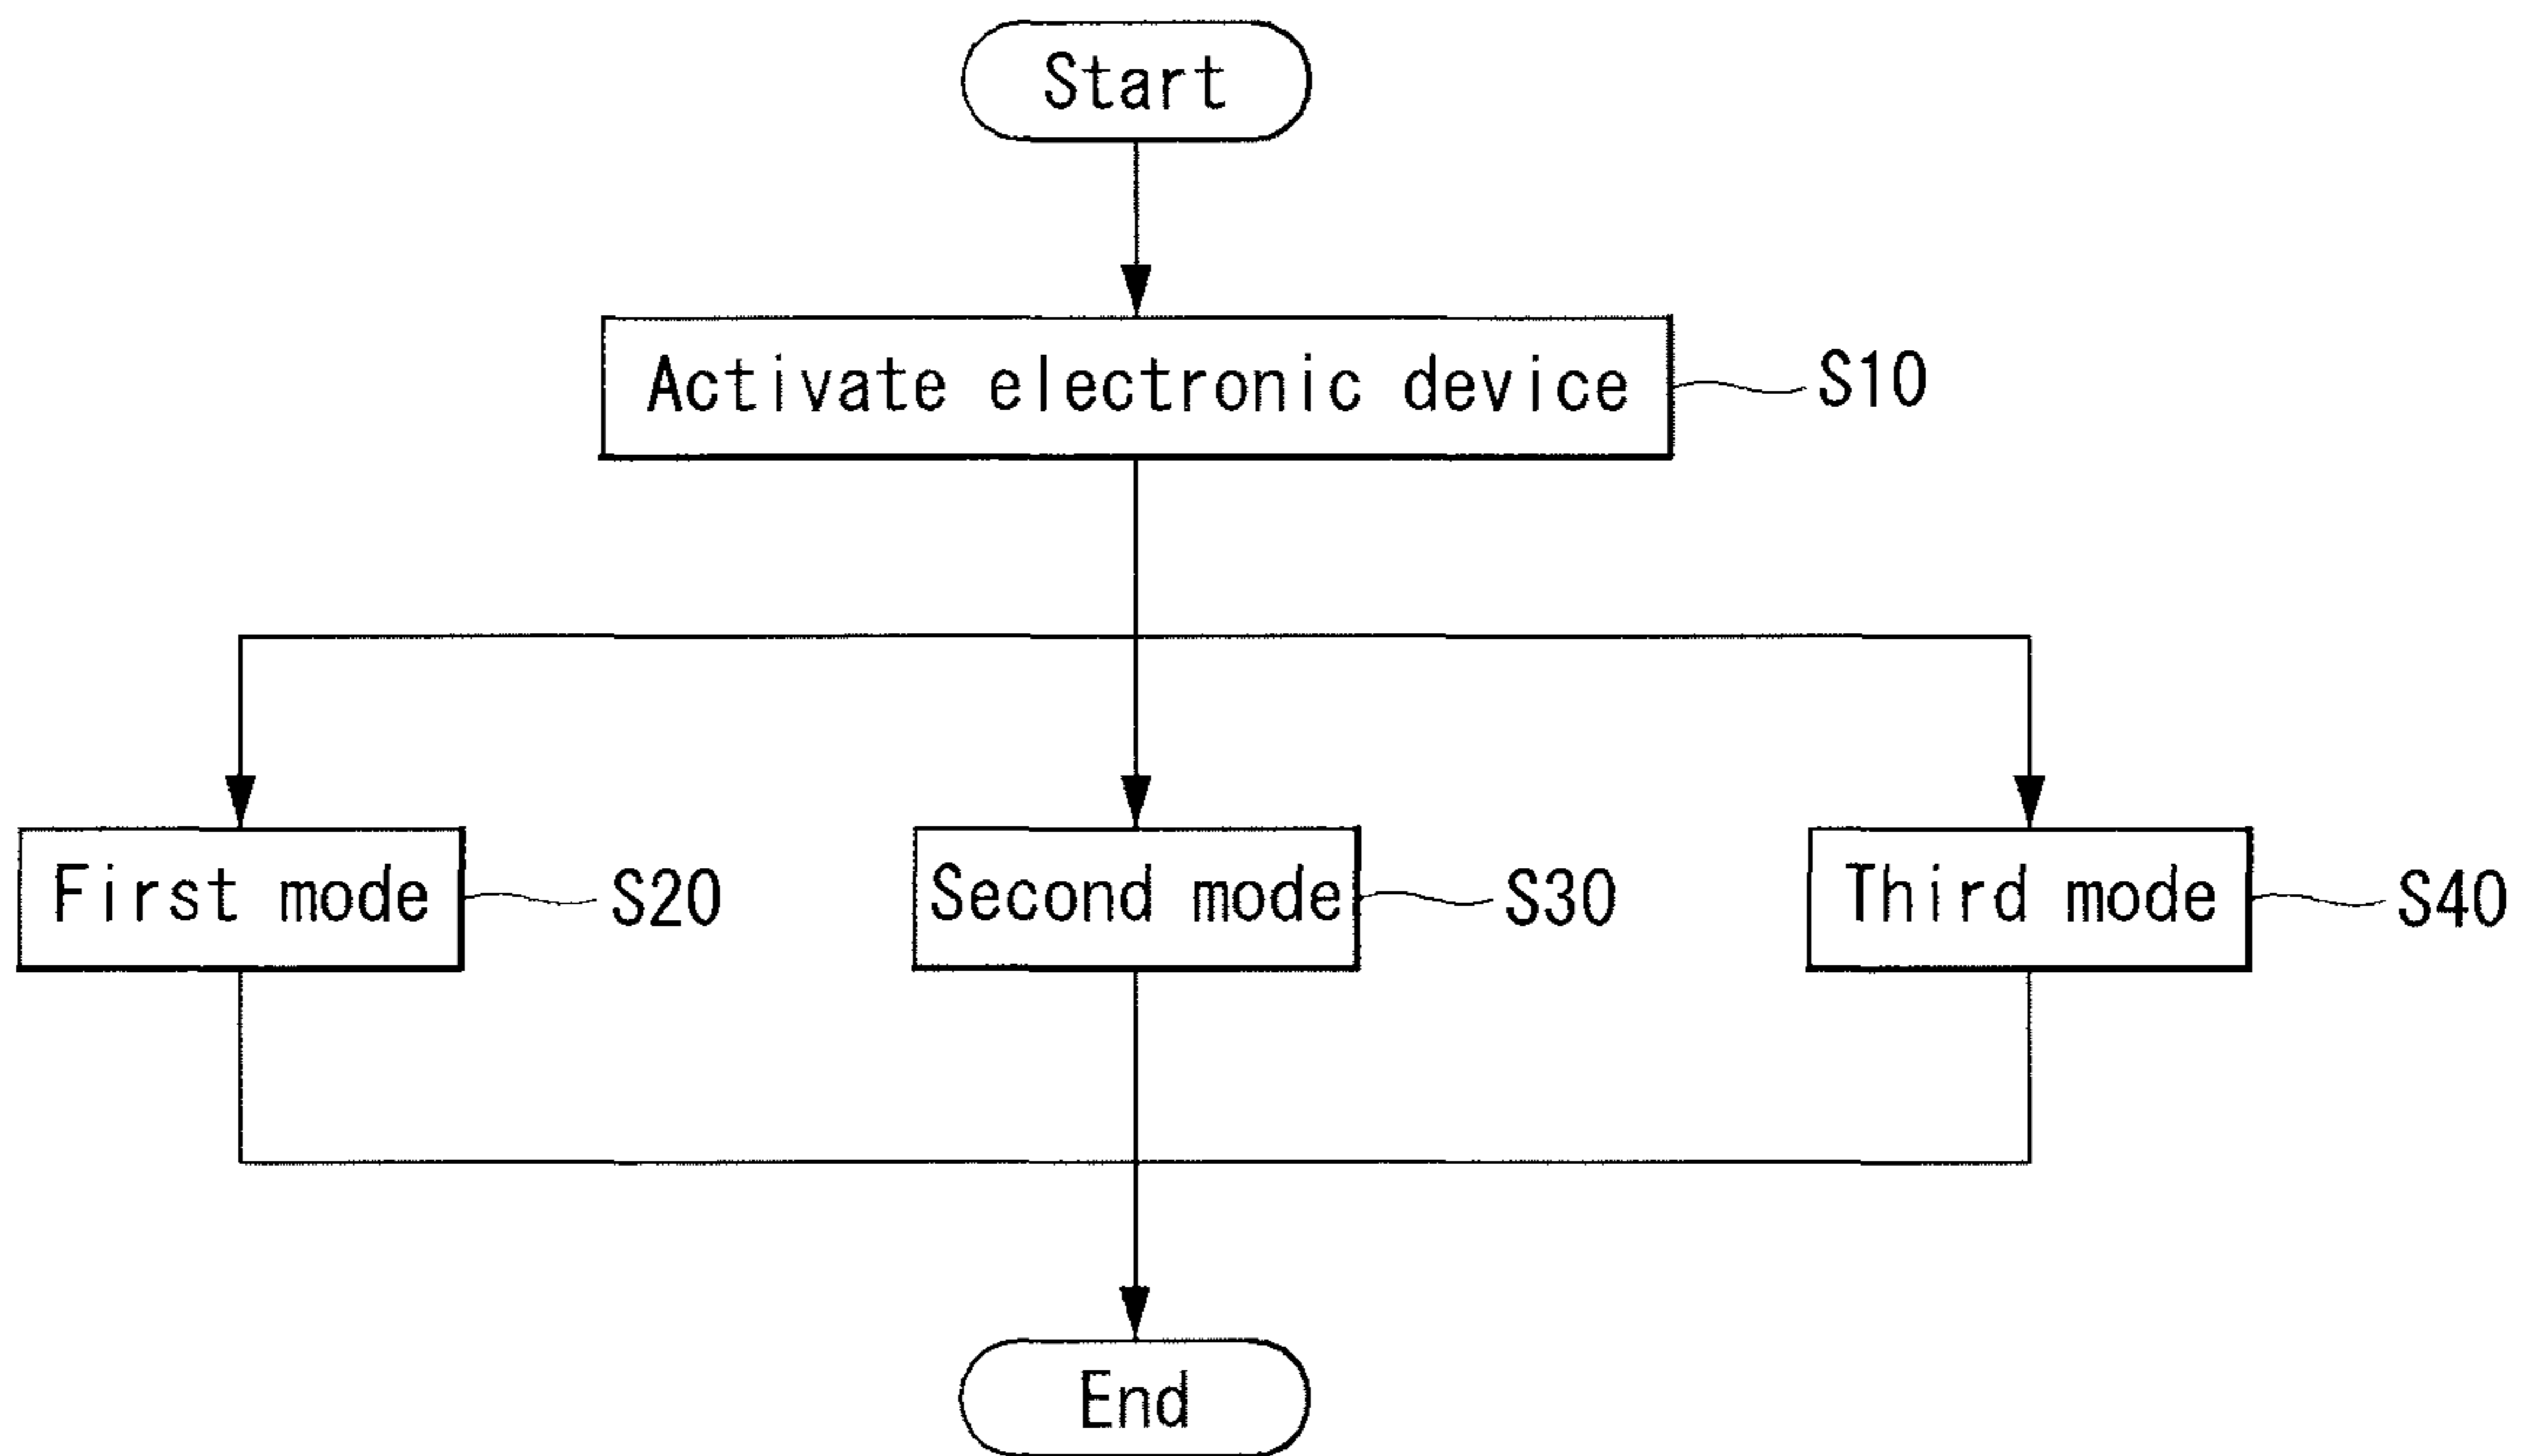 Start
Activate electronic device
S10
First mode
S20
Second mode
S30
Third mode
S40
End